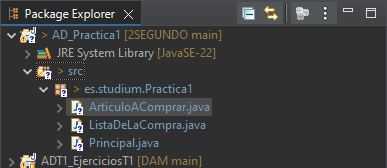 Package Explorer
> AD_Practica1 [2SEGUNDO main]
JRE System Library [JavaSE-22]
> src
> es.studium.Practica1
ArticuloAComprar.java
ListaDeLaCompra.java
Principal.java
ADT1_EjerciciosT1 [DAM main]